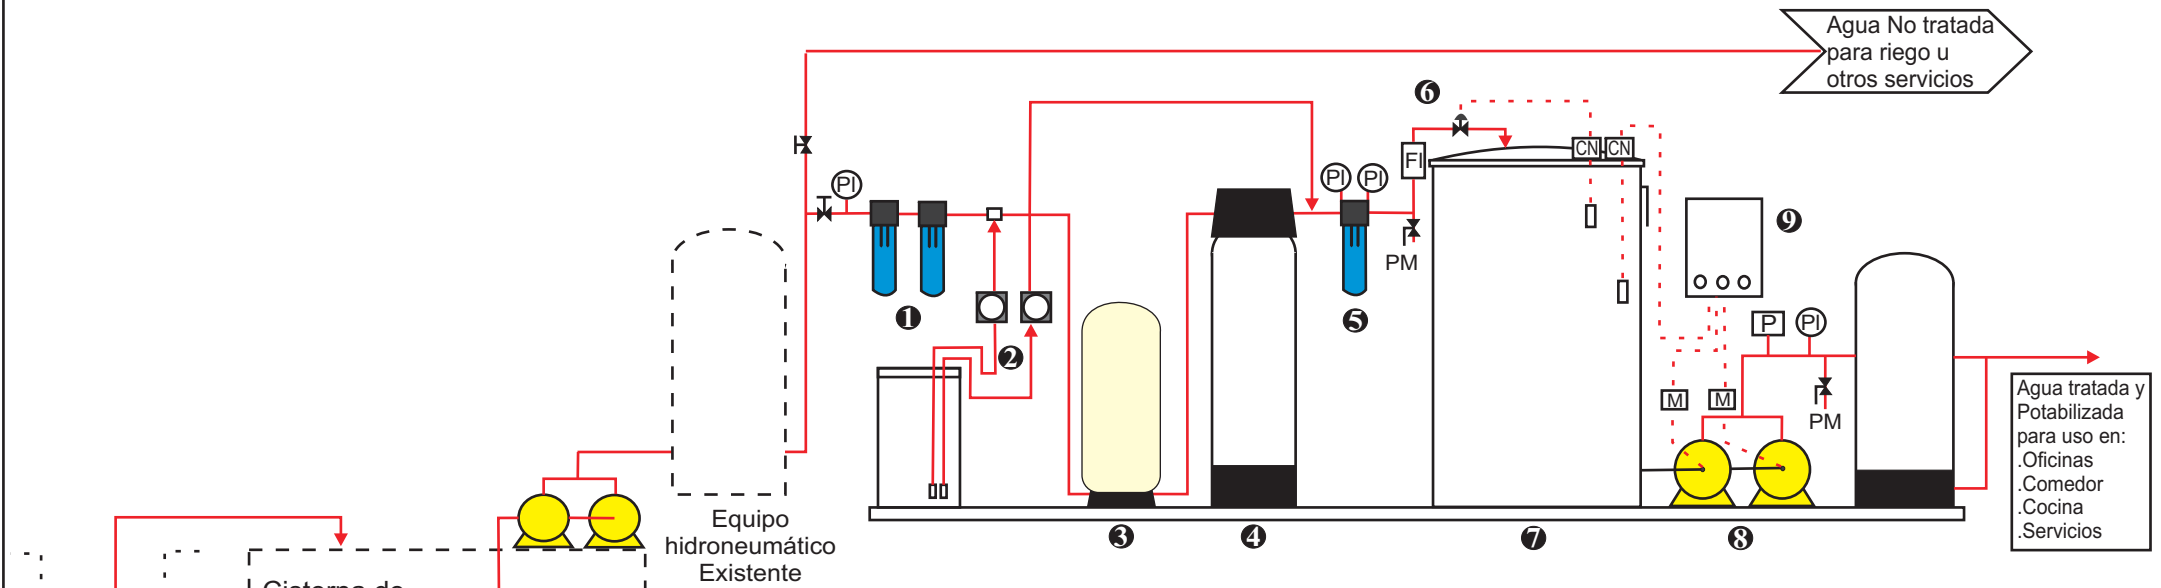 Agua No tratada
para riego u
otros servicios
6
CN CN
FI
PI
PI PI
9
PM
1
5
P PI
2
M M
PM
Agua tratada y
Potabilizada
para uso en:
.Oficinas
.Comedor
.Cocina
.Servicios
Equipo
hidroneumático
Existente
3
4
7
8
Cisterna de